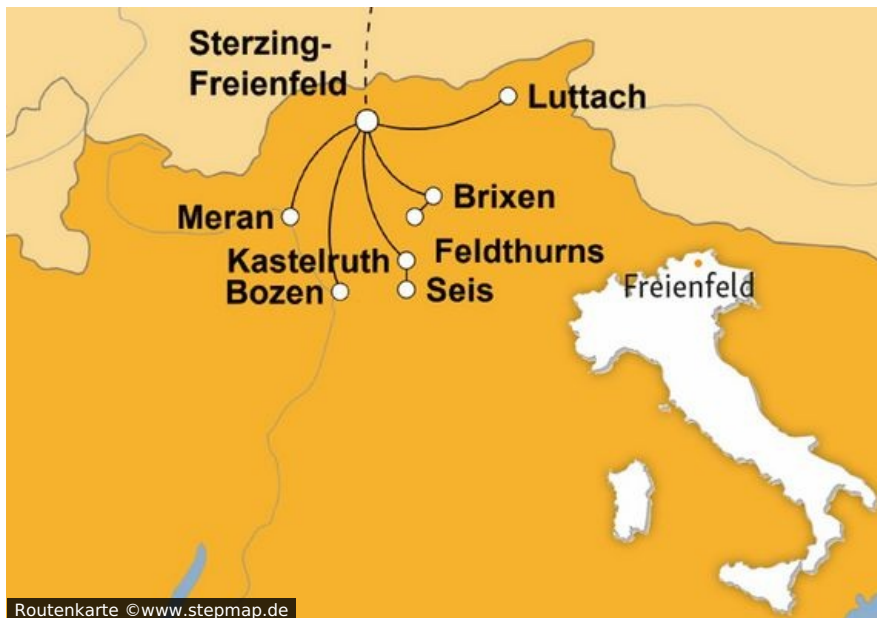 Sterzing-
Freienfeld
Luttach
Brixen
Meran
Feldthurns
Kastelruth
Bozen
Seis
Freienfeld
Routenkarte ©www.stepmap.de